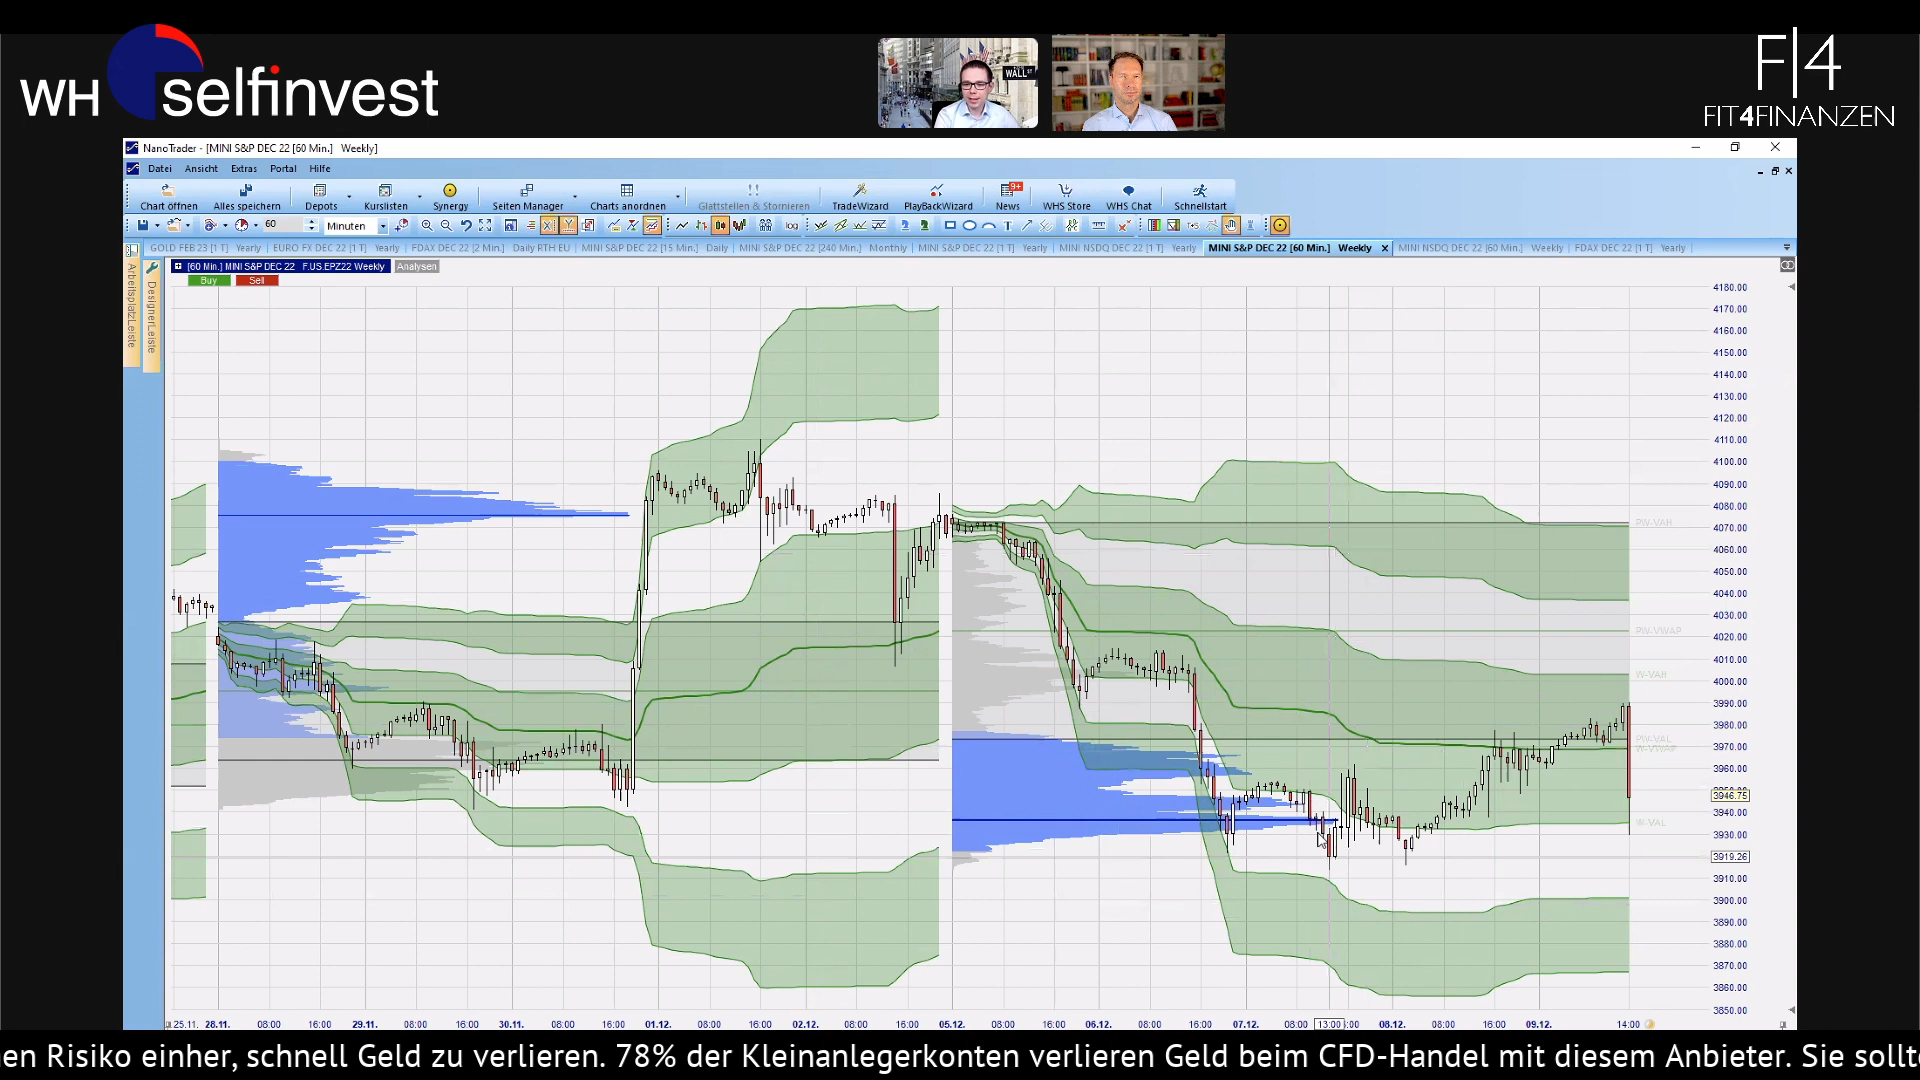 WH selfinvest
WALL ST
F|4
FIT4FINANZEN
NanoTrader - [MINI S&P DEC 22 [60 Min.] Weekly]
Datei Ansicht Extras Portal Hilfe
Chart öffnen Alles speichern Depots Kurslisten Synergy Seiten Manager Charts anordnen Glattstellen & Stornieren TradeWizard PlayBackWizard News 9+ WHS Store WHS Chat Schnellstart
60 Minuten log
GOLD FEB 23 [1 T] Yearly EURO FX DEC 22 [1 T] Yearly FDAX DEC 22 [2 Min.] Daily RTH EU MINI S&P DEC 22 [15 Min.] Daily MINI S&P DEC 22 [240 Min.] Monthly MINI S&P DEC 22 [1 T] Yearly MINI NSDQ DEC 22 [1 T] Yearly MINI S&P DEC 22 [60 Min.] Weekly MINI NSDQ DEC 22 [60 Min.] Weekly FDAX DEC 22 [1 T] Yearly
ArbeitsplatzLeiste
DesignerLeiste
[60 Min.] MINI S&P DEC 22 F.US.EPZ22 Weekly Analysen
Buy Sell
4180.00
4170.00
4160.00
4150.00
4140.00
4130.00
4120.00
4110.00
4100.00
4090.00
4080.00
4070.00
4060.00
4050.00
4040.00
4030.00
4020.00
4010.00
4000.00
3990.00
3980.00
3970.00
3960.00
3946.75
3940.00
3930.00
3919.26
3910.00
3900.00
3890.00
3880.00
3870.00
3860.00
3850.00
PW-VAH
PW-VWAP
W-VAH
PW-VAL
W-VWAP
W-VAL
25.11. 28.11. 08:00 16:00 29.11. 08:00 16:00 30.11. 08:00 16:00 01.12. 08:00 16:00 02.12. 08:00 16:00 05.12. 08:00 16:00 06.12. 08:00 16:00 07.12. 08:00 13:00 08.12. 08:00 16:00 09.12. 14:00
en Risiko einher, schnell Geld zu verlieren. 78% der Kleinanlegerkonten verlieren Geld beim CFD-Handel mit diesem Anbieter. Sie sollt